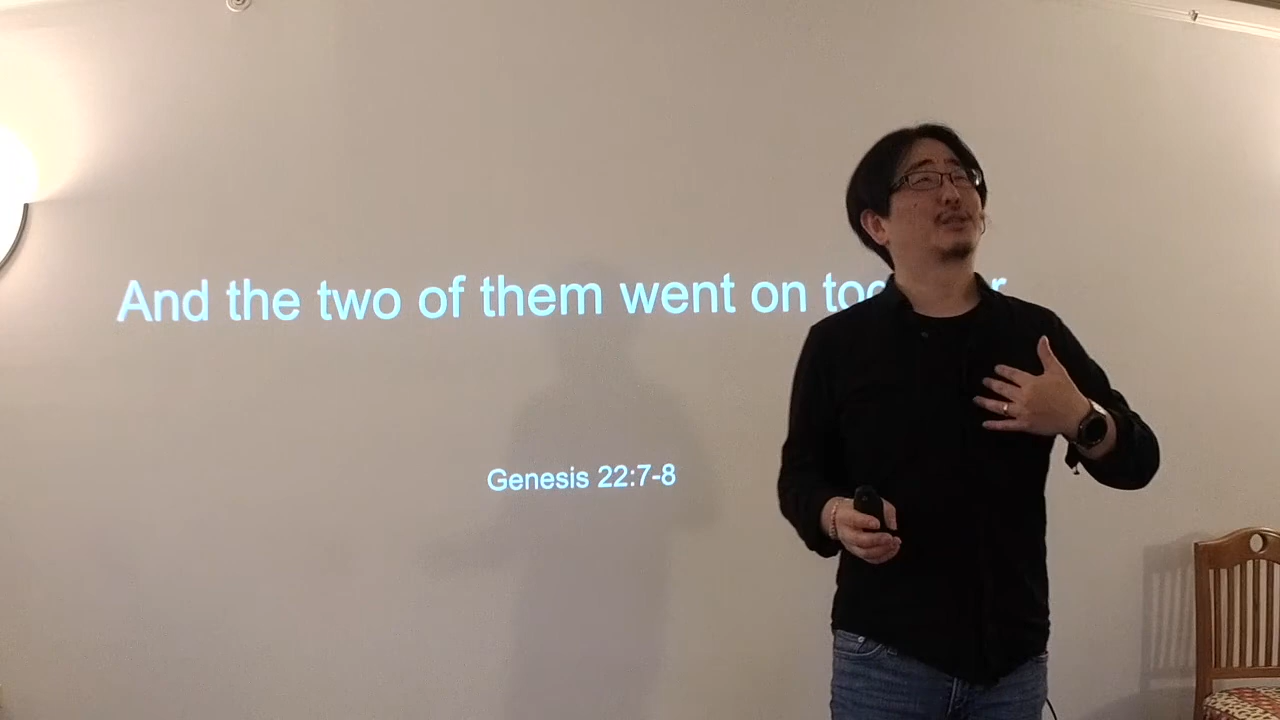 And the two of them went on
Genesis 22:7-8